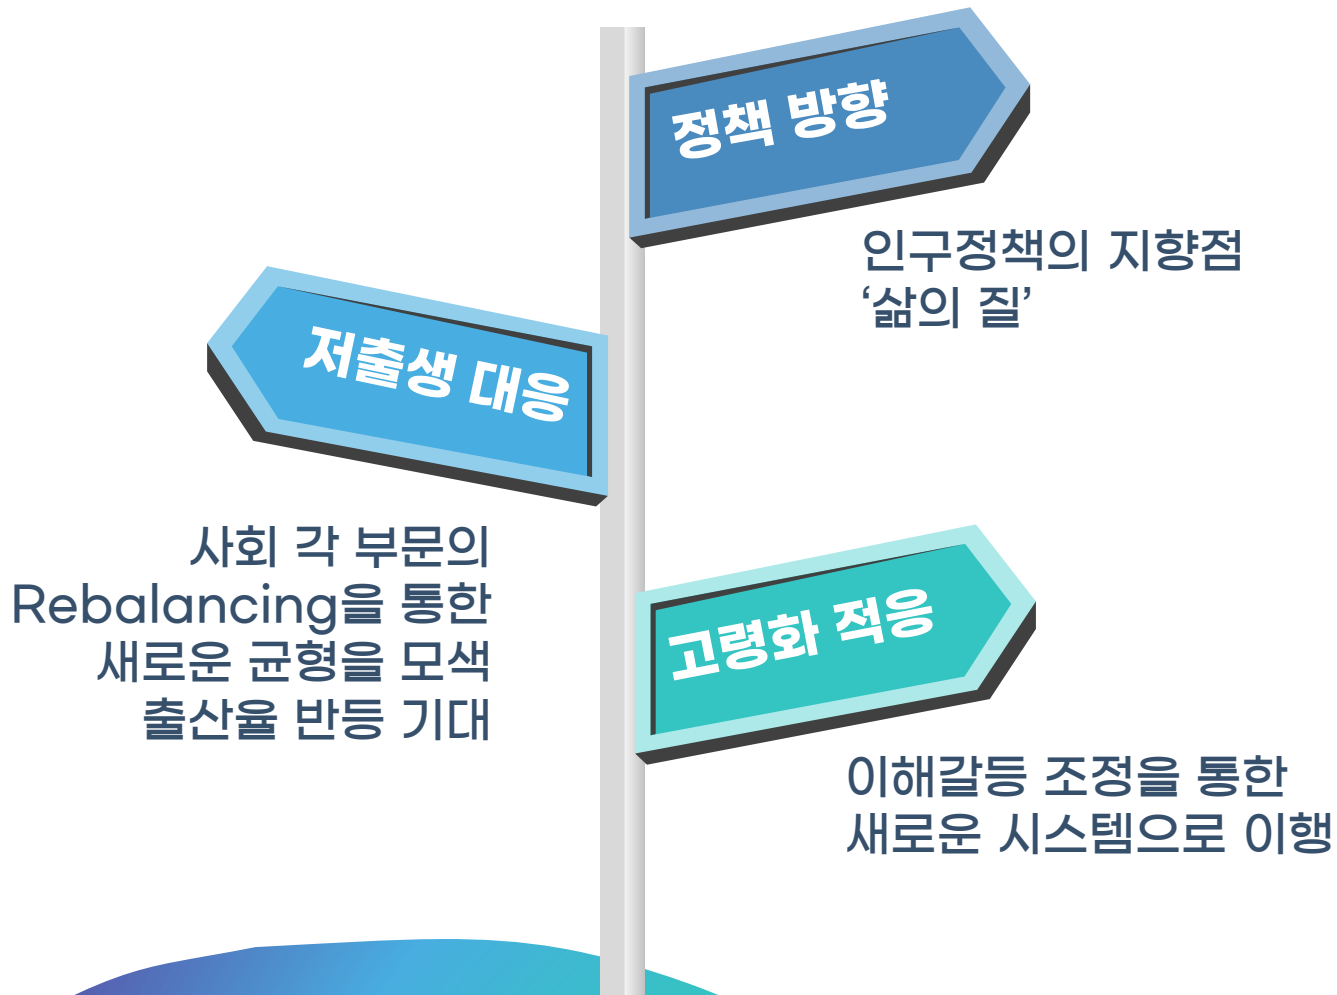 정책 방향
인구정책의 지향점
‘삶의 질’
저출생 대응
사회 각 부문의
Rebalancing을 통한
새로운 균형을 모색
출산율 반등 기대
고령화 적응
이해갈등 조정을 통한
새로운 시스템으로 이행